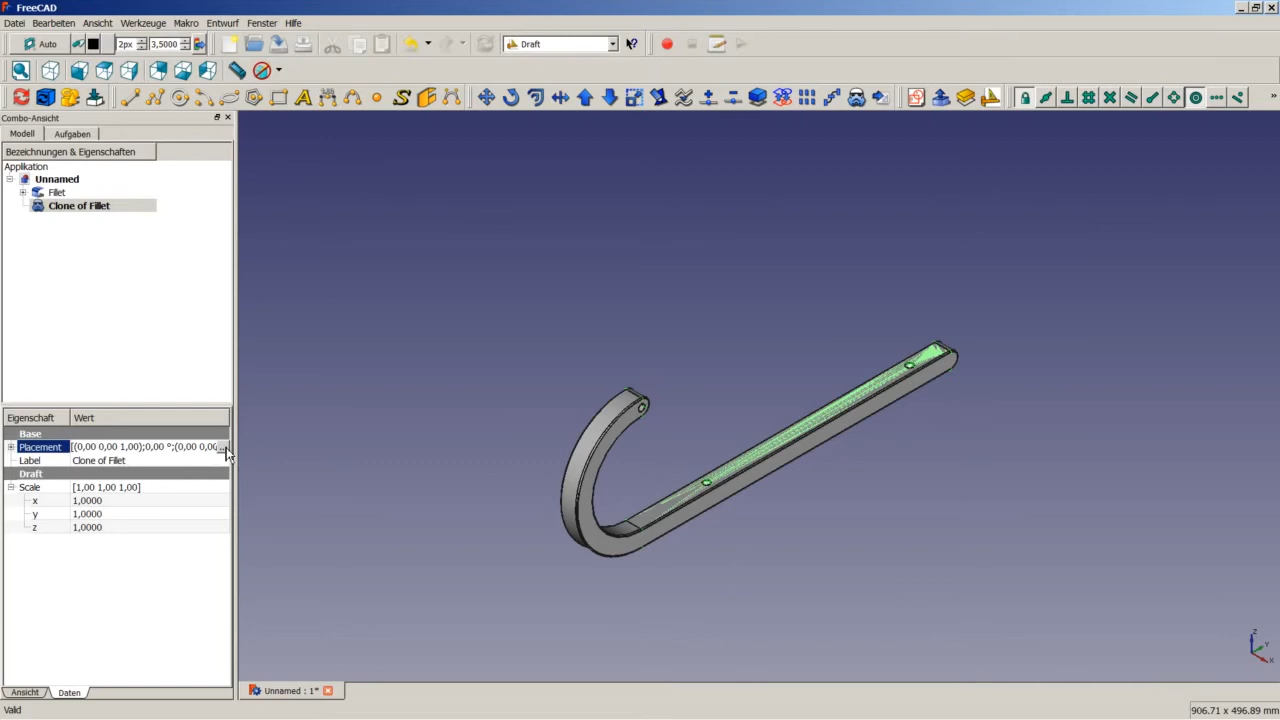 FreeCAD
Datei Bearbeiten Ansicht Werkzeuge Makro Entwurf Fenster Hilfe
Auto 2px 3,5000 Draft
Combo-Ansicht
Modell Aufgaben
Bezeichnungen & Eigenschaften
Applikation
Unnamed
Fillet
Clone of Fillet
Eigenschaft Wert
Base
Placement [(0,00 0,00 1,00);0,00 °;(0,00 0,00 ...
Label Clone of Fillet
Draft
Scale [1,00 1,00 1,00]
x 1,0000
y 1,0000
z 1,0000
Z
Y
X
Ansicht Daten
Unnamed : 1*
Valid 906.71 x 496.89 mm